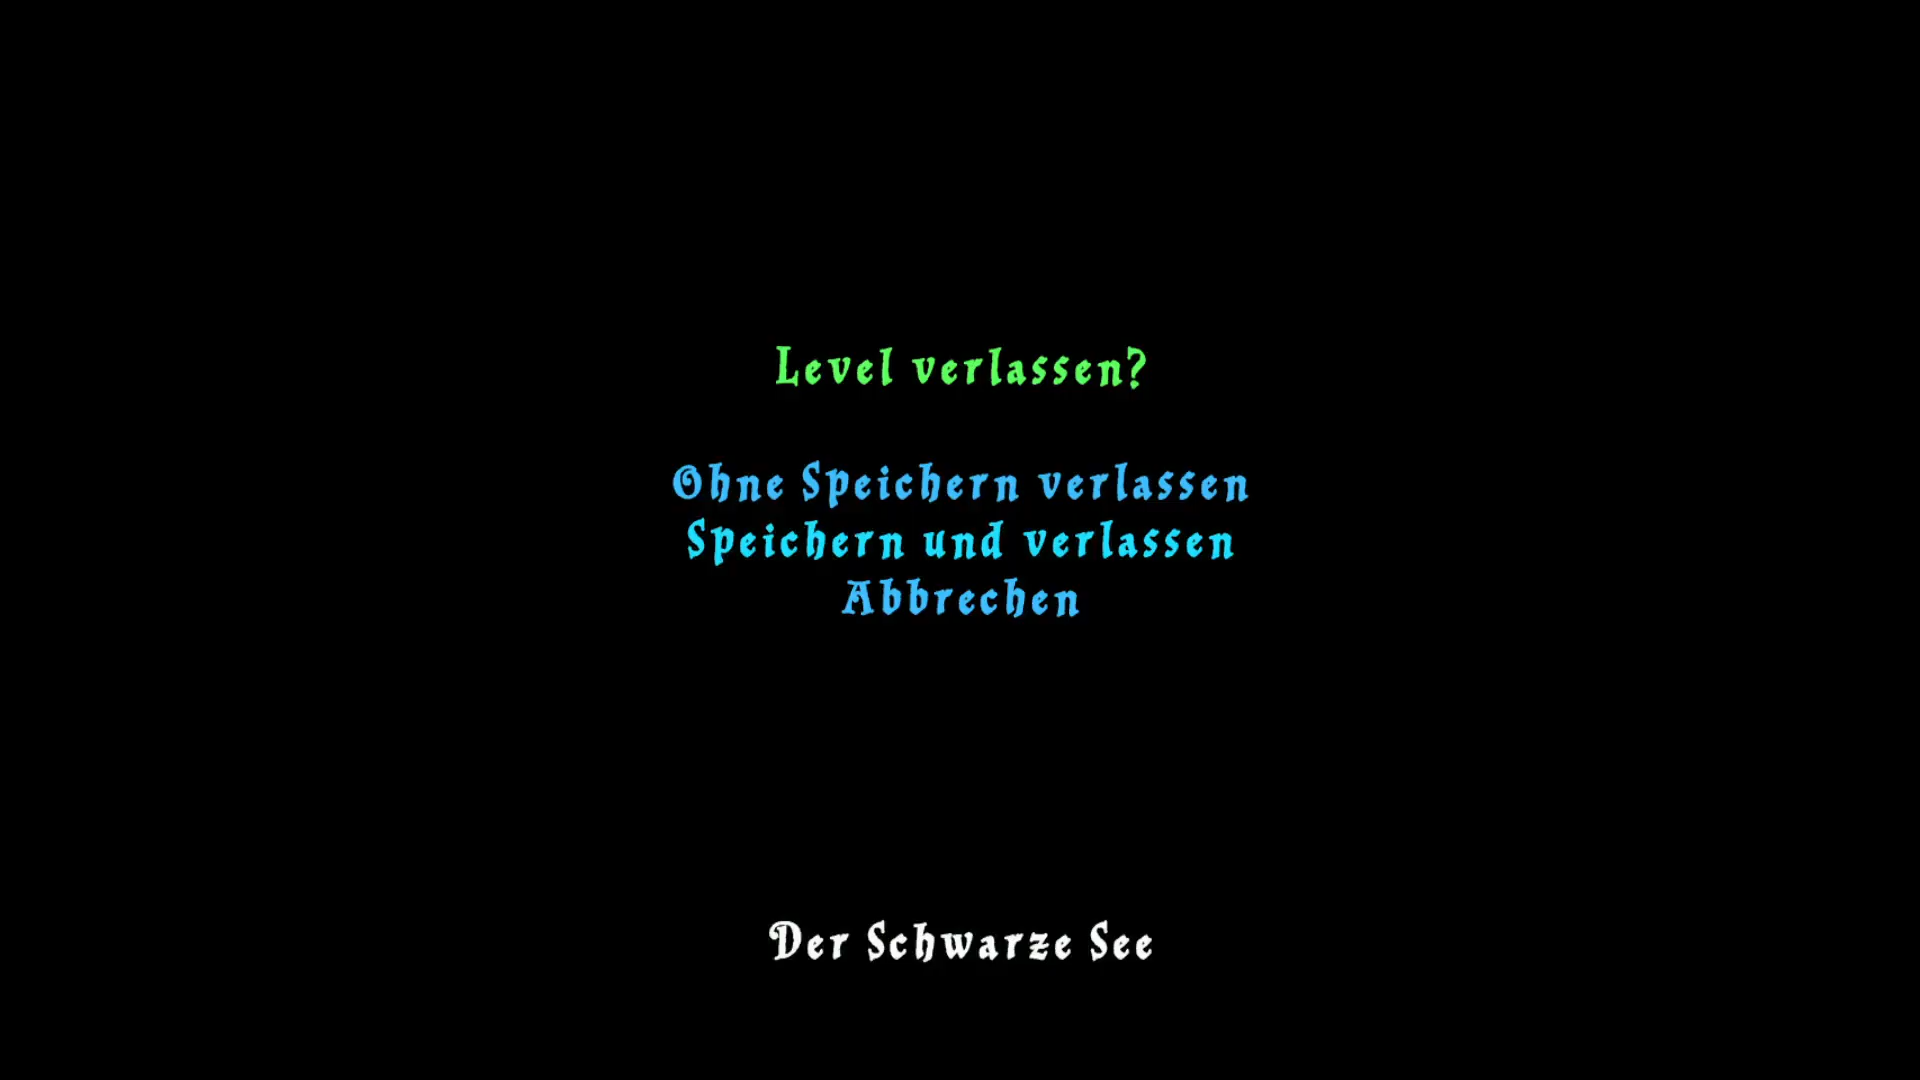 Level verlassen?
Ohne Speichern verlassen
Speichern und verlassen
Abbrechen
Der Schwarze See